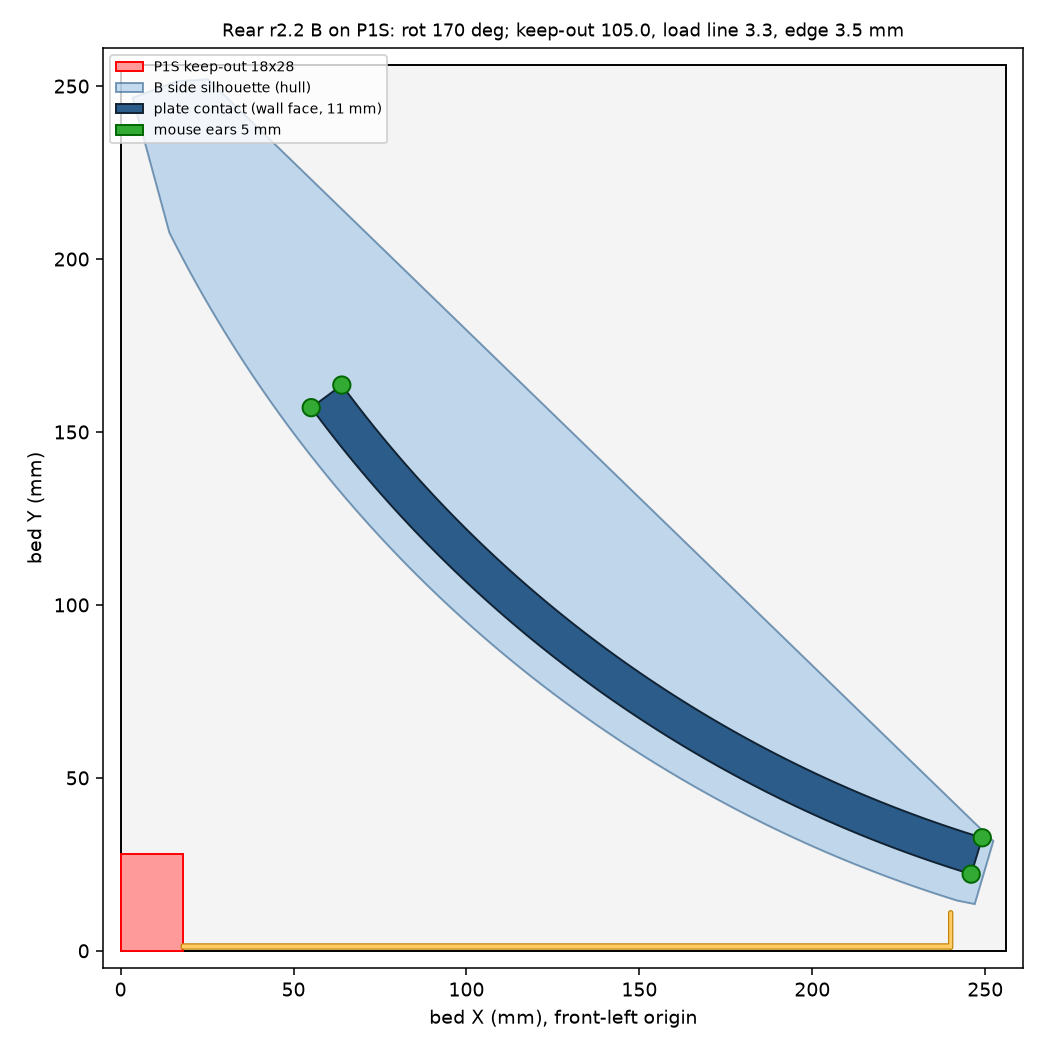 Rear r2.2 B on P1S: rot 170 deg; keep-out 105.0, load line 3.3, edge 3.5 mm
P1S keep-out 18x28
B side silhouette (hull)
plate contact (wall face, 11 mm)
mouse ears 5 mm
250
200
150
100
50
0
bed Y (mm)
0 50 100 150 200 250
bed X (mm), front-left origin